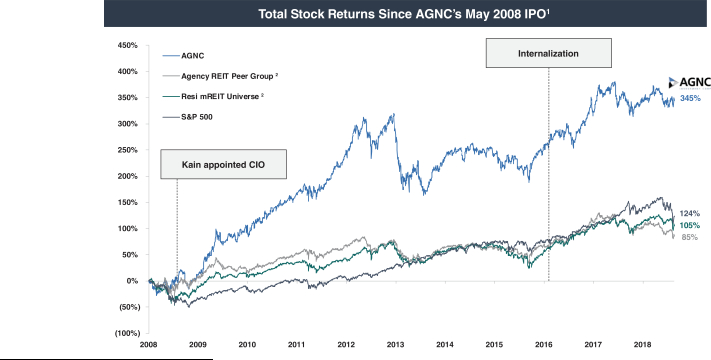 Total Stock Returns Since AGNC's May 2008 IPO¹
450%
400%
350%
300%
250%
200%
150%
100%
50%
0%
(50%)
(100%)
AGNC
Agency REIT Peer Group ²
Resi mREIT Universe ²
S&P 500
Kain appointed CIO
Internalization
AGNC
345%
124%
105%
85%
2008 2009 2010 2011 2012 2013 2014 2015 2016 2017 2018